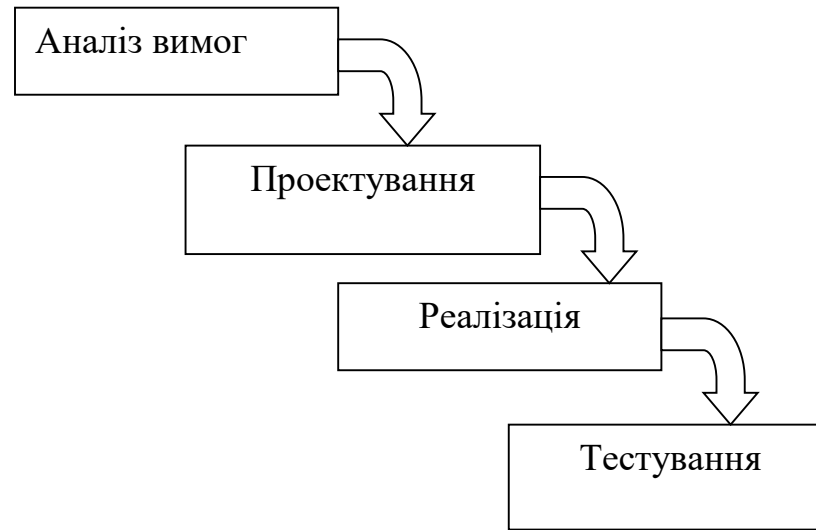 Аналіз вимог
Проектування
Реалізація
Тестування